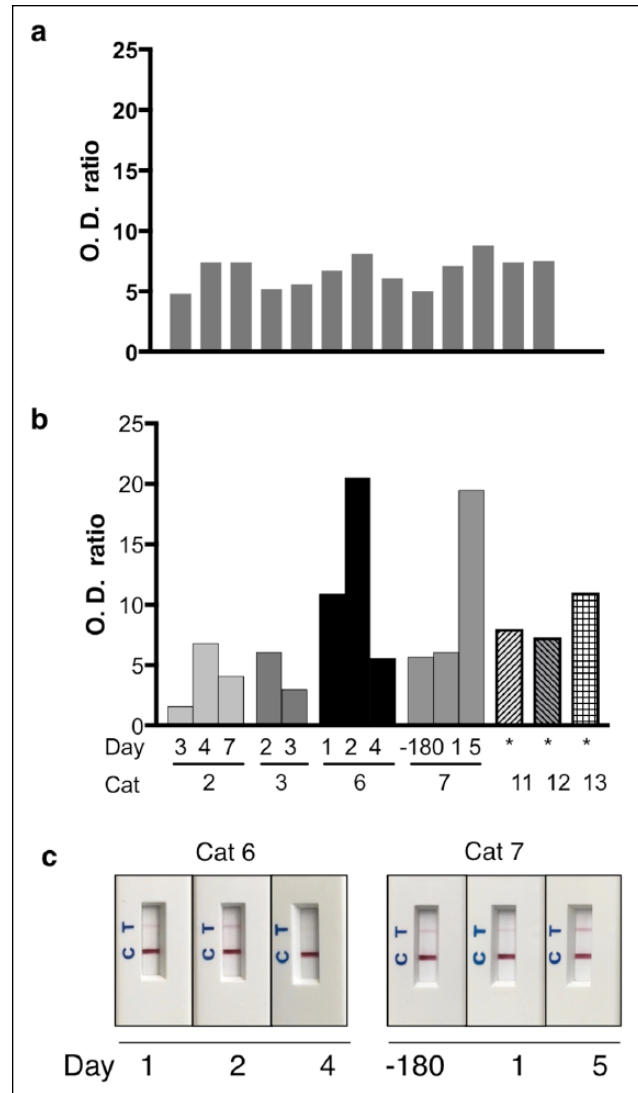 a
25
20
15
10
5
0
O. D. ratio
b
25
20
15
10
5
0
O. D. ratio
Day 3 4 7 2 3 1 2 4 -180 1 5 * * *
Cat 2 3 6 7 11 12 13
c
Cat 6 Cat 7
C T C T C T C T C T C T
Day 1 2 4 -180 1 5